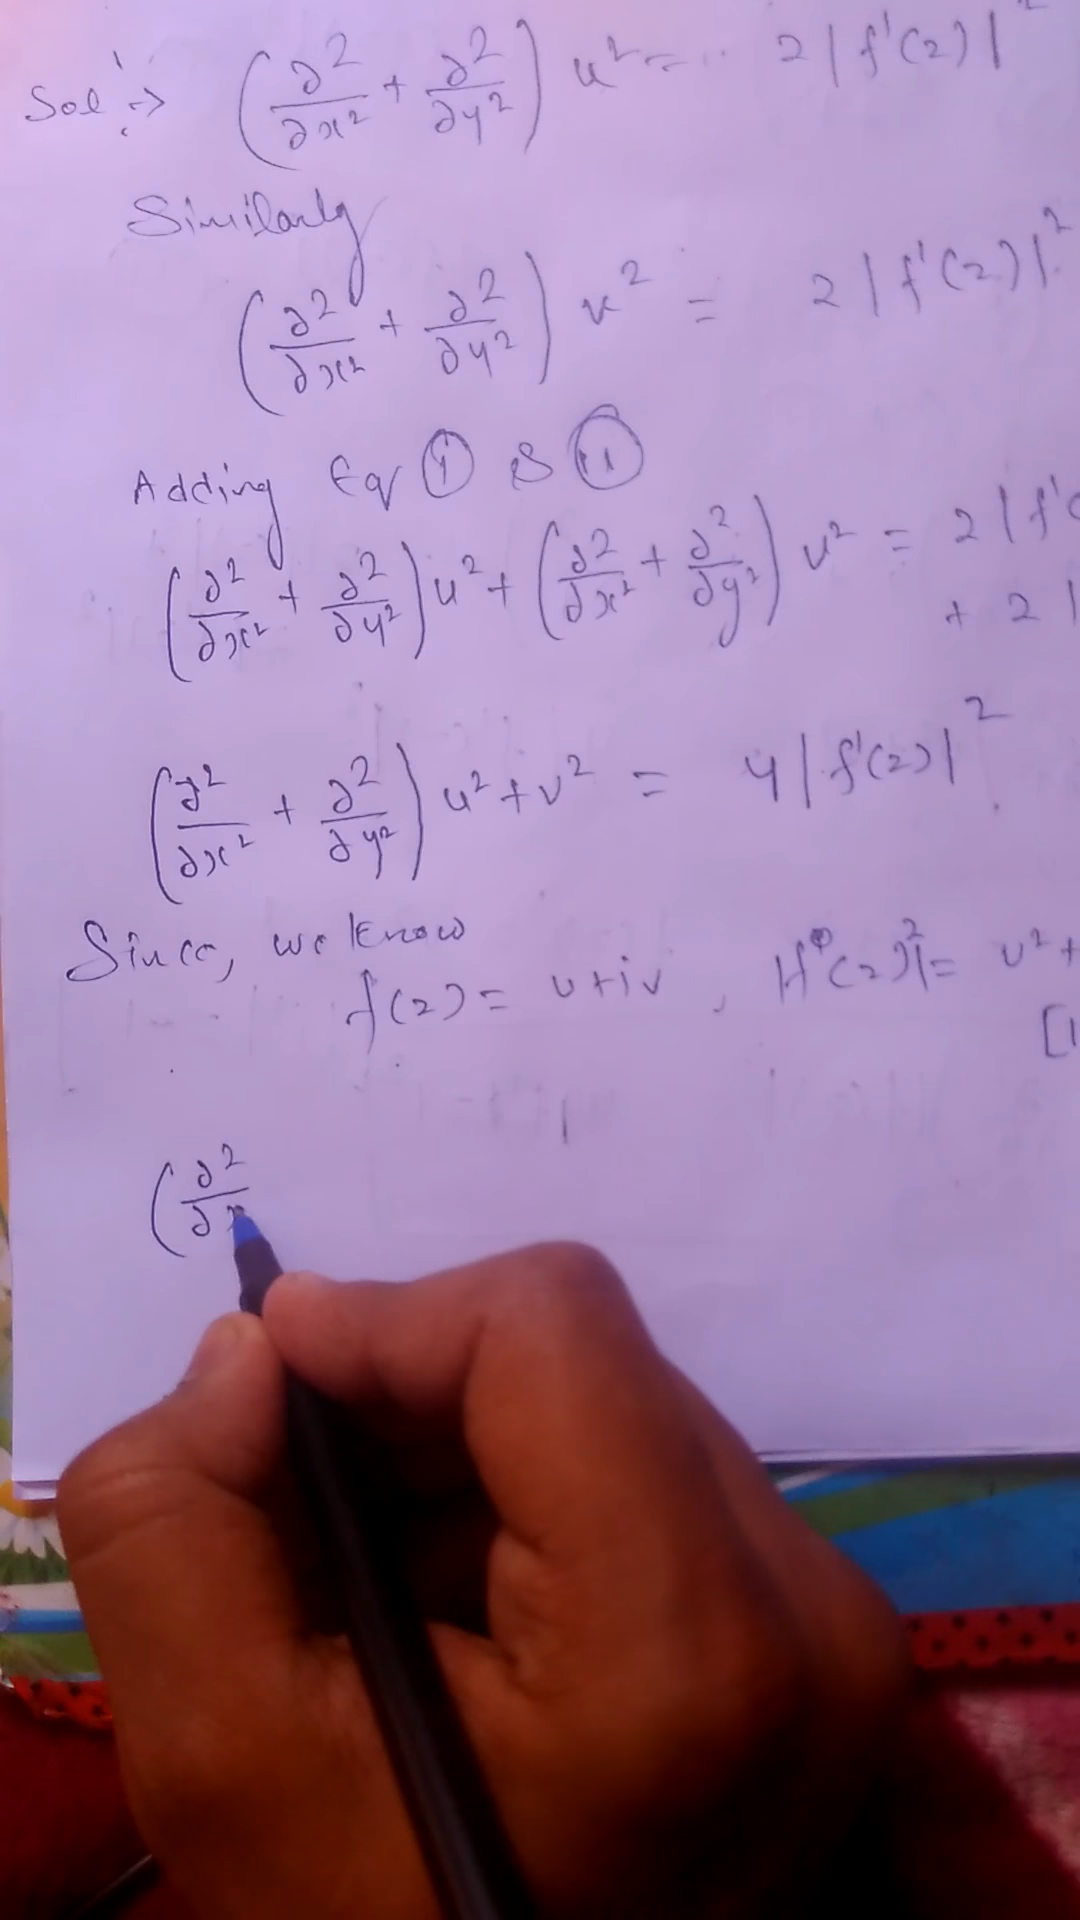 Sol :→ (∂²/∂x² + ∂²/∂y²) u² = 2|f'(z)|²
Similarly
(∂²/∂x² + ∂²/∂y²) v² = 2|f'(z)|²
Adding Eq (i) & (ii)
(∂²/∂x² + ∂²/∂y²) u² + (∂²/∂x² + ∂²/∂y²) v² = 2|f'(
+ 2|
(∂²/∂x² + ∂²/∂y²) u² + v² = 4|f'(z)|²
Since, we know
f(z) = u+iv , |f(z)|² = u² +
(∂²/∂x